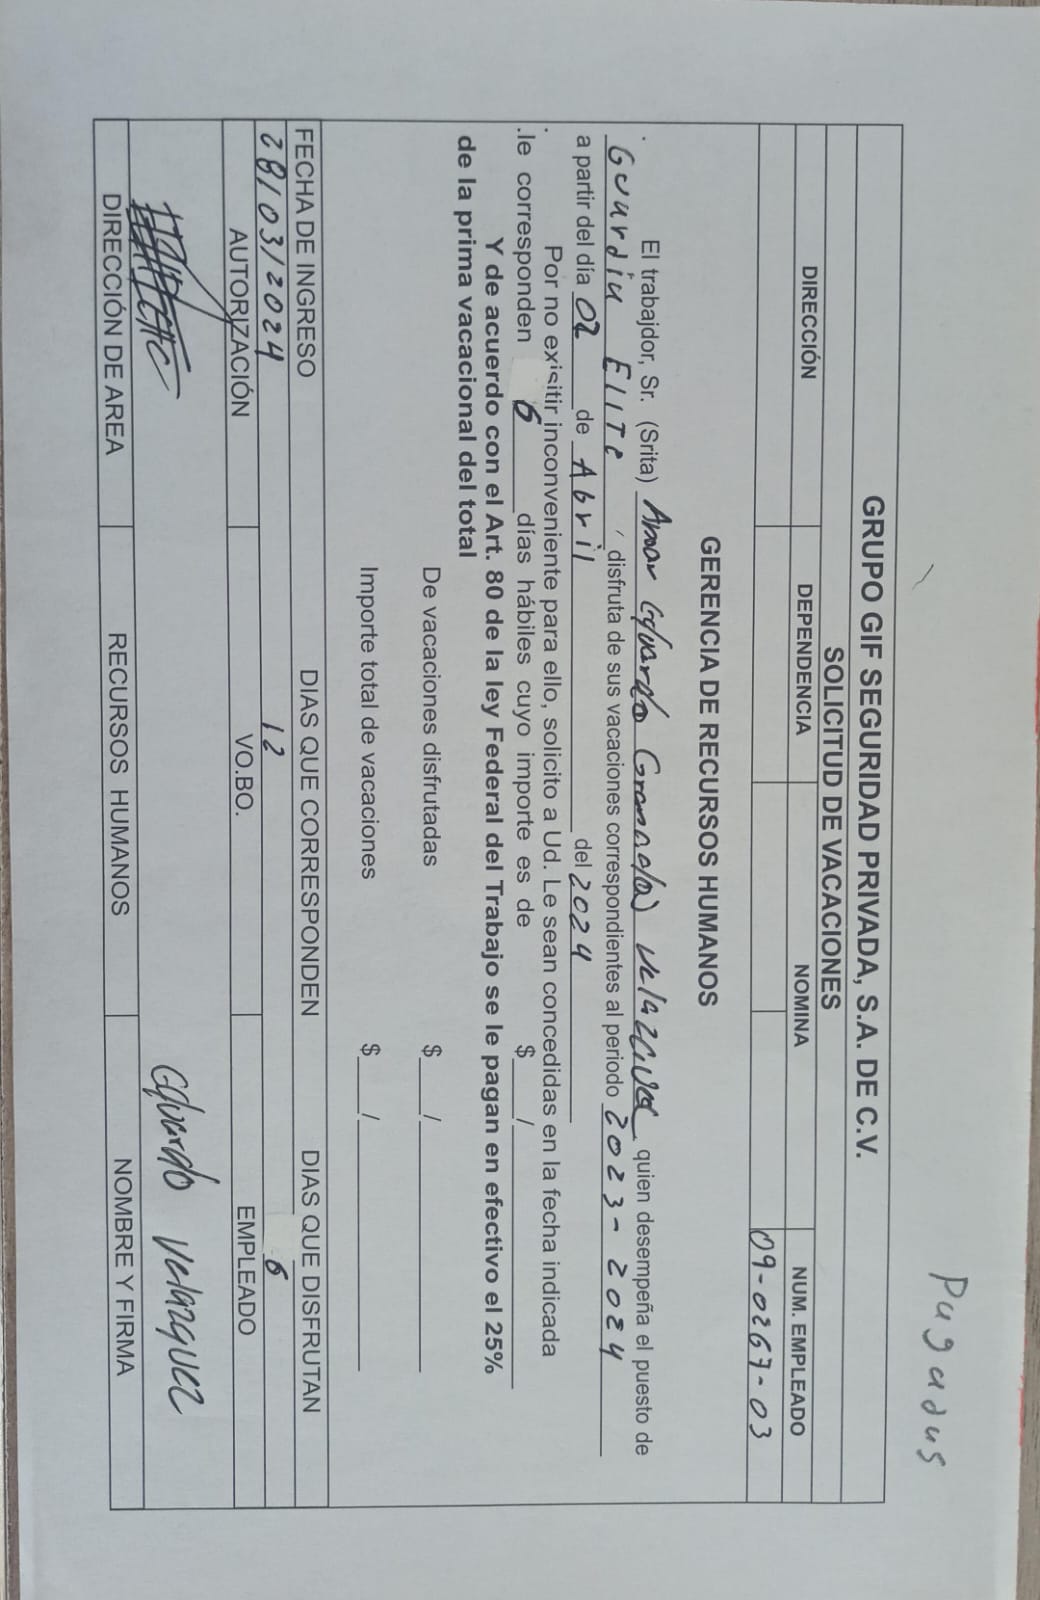 Pagadas
GRUPO GIF SEGURIDAD PRIVADA, S.A. DE C.V.
SOLICITUD DE VACACIONES
DIRECCIÓN DEPENDENCIA NOMINA NUM. EMPLEADO
09-0267-03
GERENCIA DE RECURSOS HUMANOS
El trabajdor, Sr. (Srita) Eduardo Granados Velazquez quien desempeña el puesto de
Guardia Elite disfruta de sus vacaciones correspondientes al periodo 2023-2024
a partir del día 02 de Abril del 2024
Por no exisitir inconveniente para ello, solicito a Ud. Le sean concedidas en la fecha indicada
.le corresponden 6 días hábiles cuyo importe es de $ /
Y de acuerdo con el Art. 80 de la ley Federal del Trabajo se le pagan en efectivo el 25%
de la prima vacacional del total
De vacaciones disfrutadas $ /
Importe total de vacaciones $ /
FECHA DE INGRESO DIAS QUE CORRESPONDEN DIAS QUE DISFRUTAN
28/03/2024 12 6
AUTORIZACIÓN VO.BO. EMPLEADO
Eduardo Velazquez
DIRECCIÓN DE AREA RECURSOS HUMANOS NOMBRE Y FIRMA